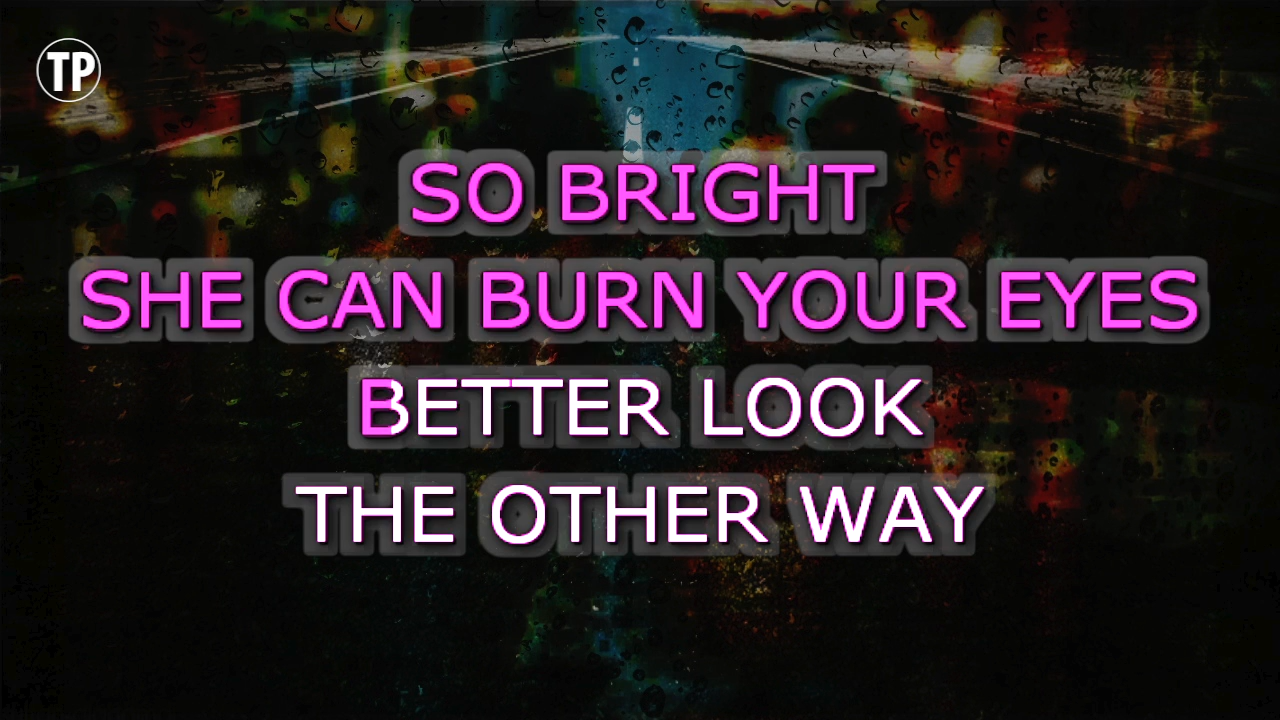 TP
SO BRIGHT
SHE CAN BURN YOUR EYES
BETTER LOOK
THE OTHER WAY